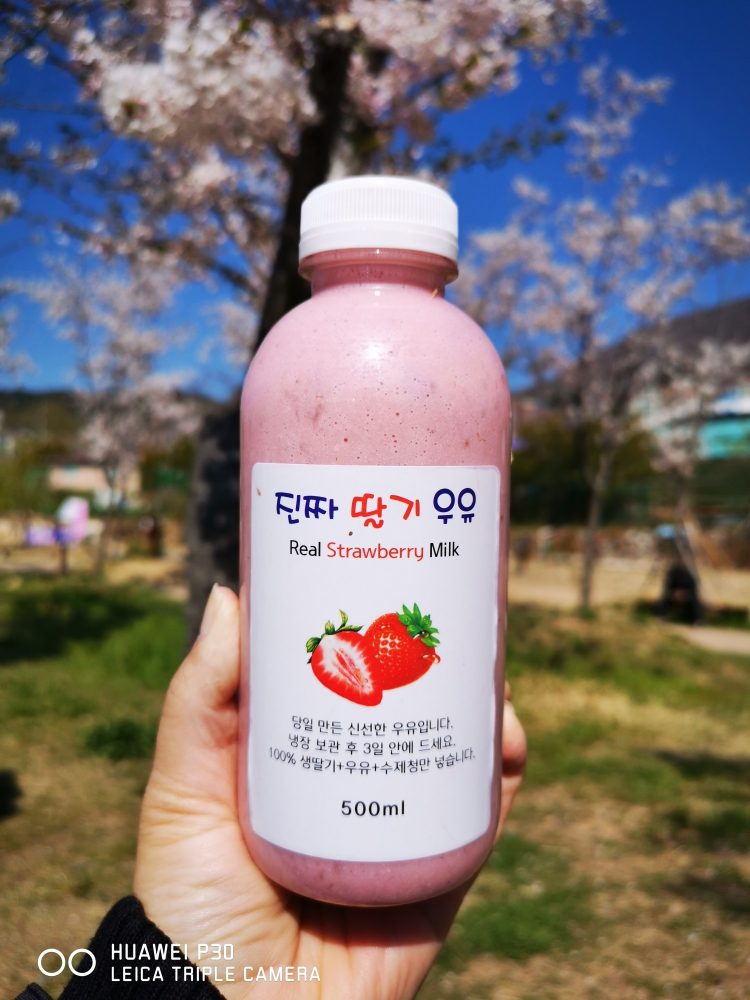 진짜 딸기 우유
Real Strawberry Milk
당일 만든 신선한 우유입니다.
냉장 보관 후 3일 안에 드세요.
100% 생딸기+우유+수제청만 넣습니다.
500ml
HUAWEI P30
LEICA TRIPLE CAMERA